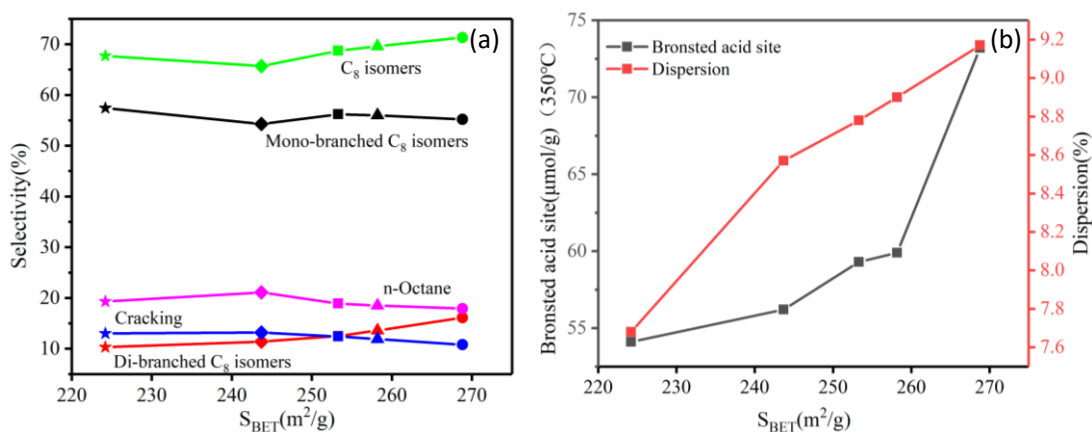 (a)
70
60
50
40
30
20
10
Selectivity(%)
C₈ isomers
Mono-branched C₈ isomers
n-Octane
Cracking
Di-branched C₈ isomers
220 230 240 250 260 270
S_BET(m²/g)
(b)
Bronsted acid site
Dispersion
75
70
65
60
55
Bronsted acid site(μmol/g)（350℃）
9.2
9.0
8.8
8.6
8.4
8.2
8.0
7.8
7.6
Dispersion(%)
220 230 240 250 260 270
S_BET(m²/g)